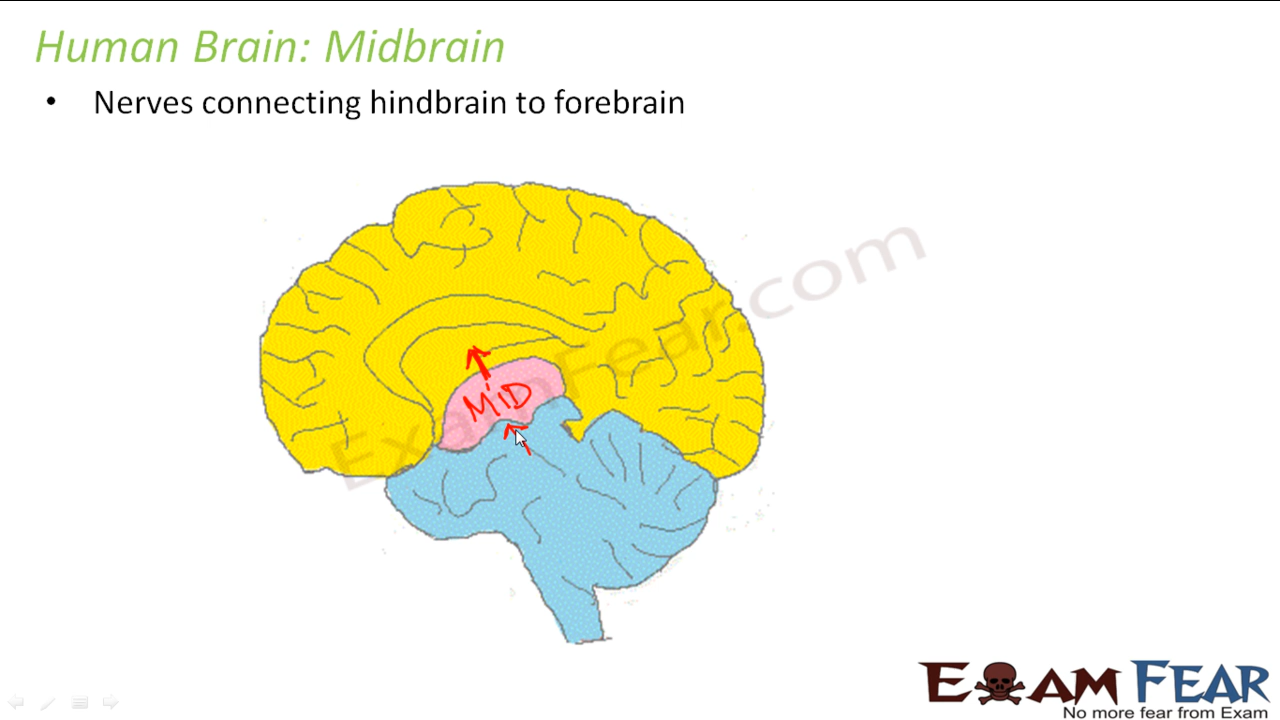 Human Brain: Midbrain
• Nerves connecting hindbrain to forebrain
ExamFear.com
MID
EXAM FEAR
No more fear from Exam